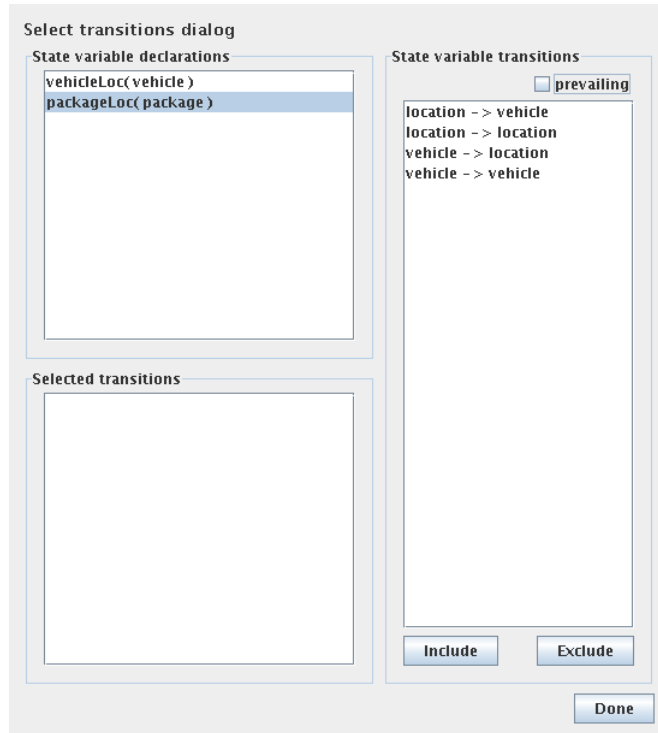 Select transitions dialog
State variable declarations
vehicleLoc( vehicle )
packageLoc( package )
Selected transitions
State variable transitions
prevailing
location -> vehicle
location -> location
vehicle -> location
vehicle -> vehicle
Include
Exclude
Done